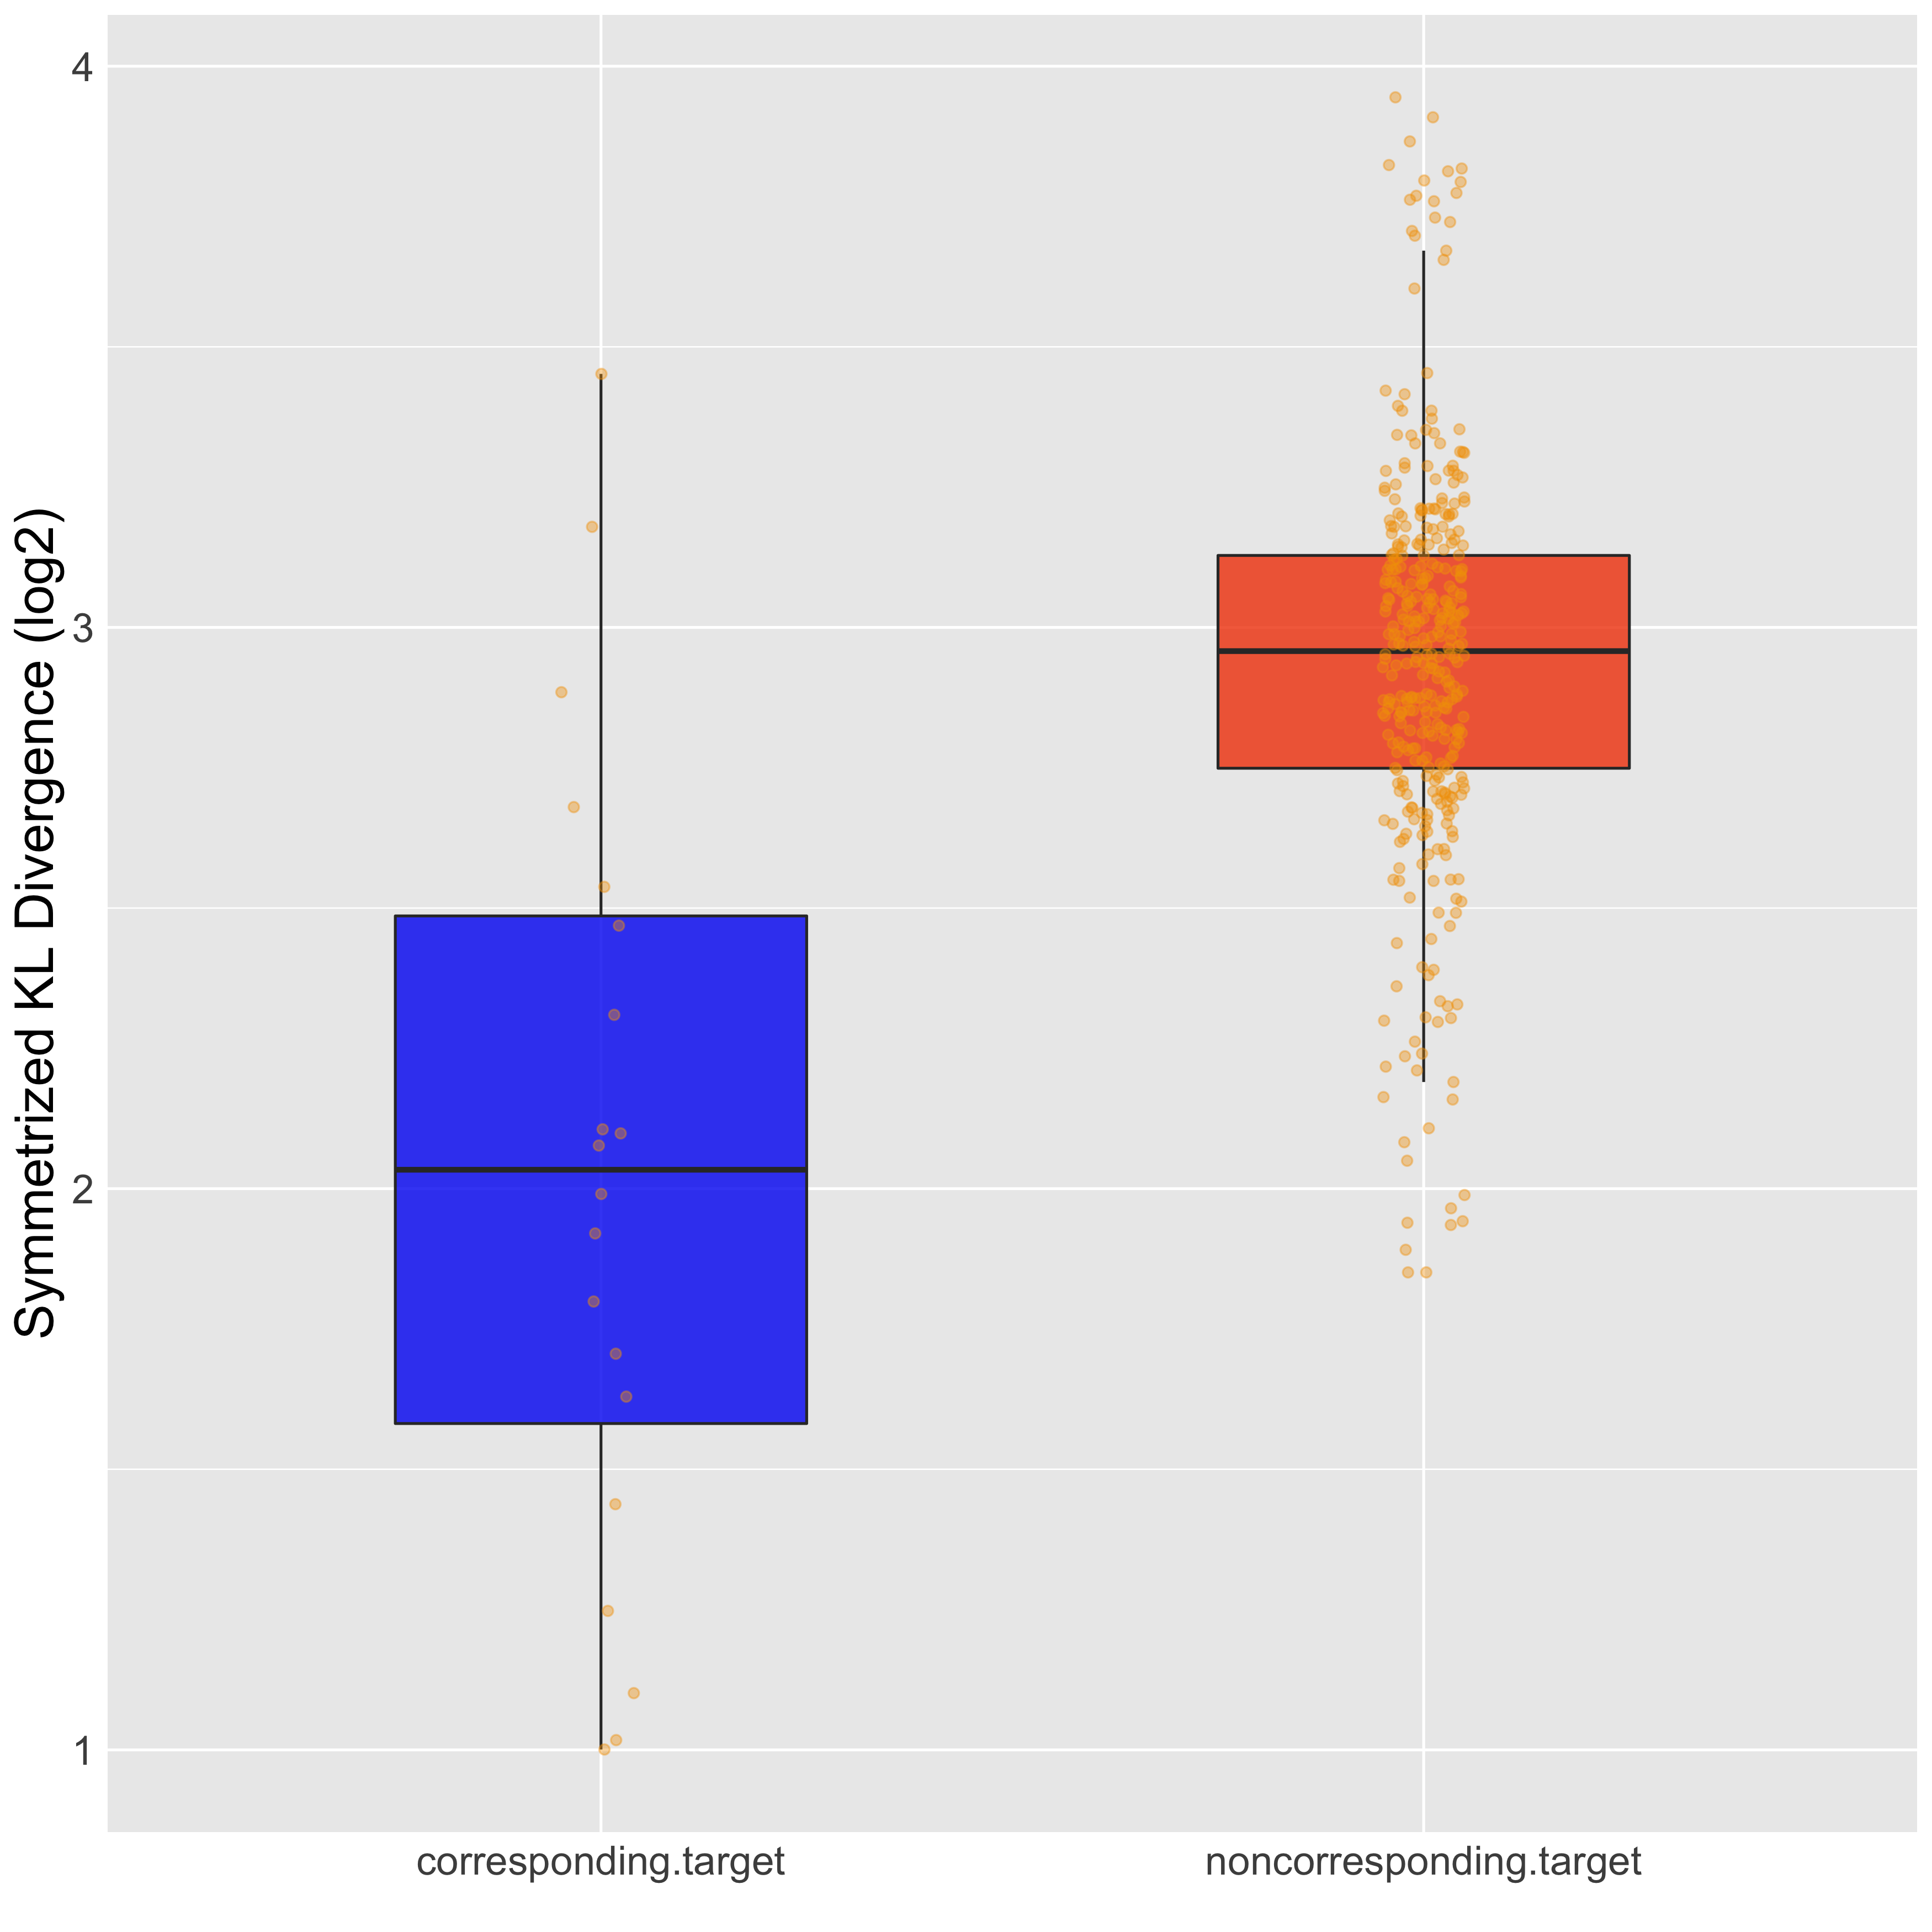 Symmetrized KL Divergence (log2)
4
3
2
1
corresponding.target
noncorresponding.target